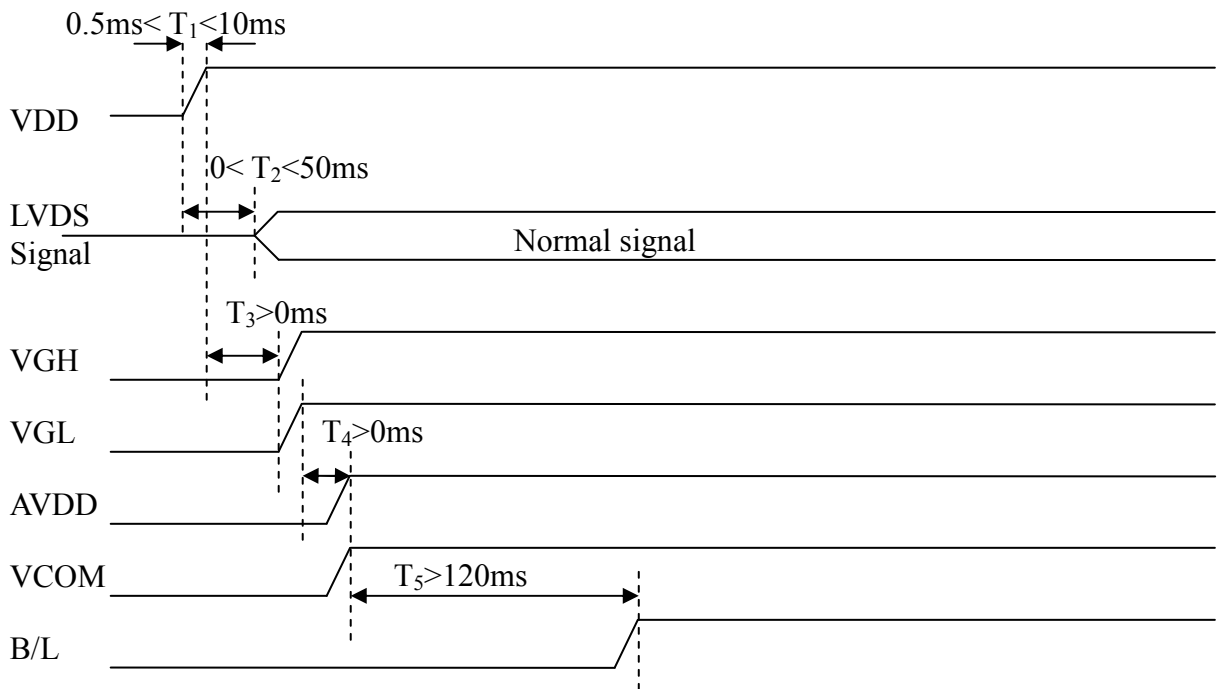 0.5ms< T₁<10ms
VDD
0< T₂<50ms
LVDS
Signal
Normal signal
T₃>0ms
VGH
VGL
T₄>0ms
AVDD
VCOM
T₅>120ms
B/L